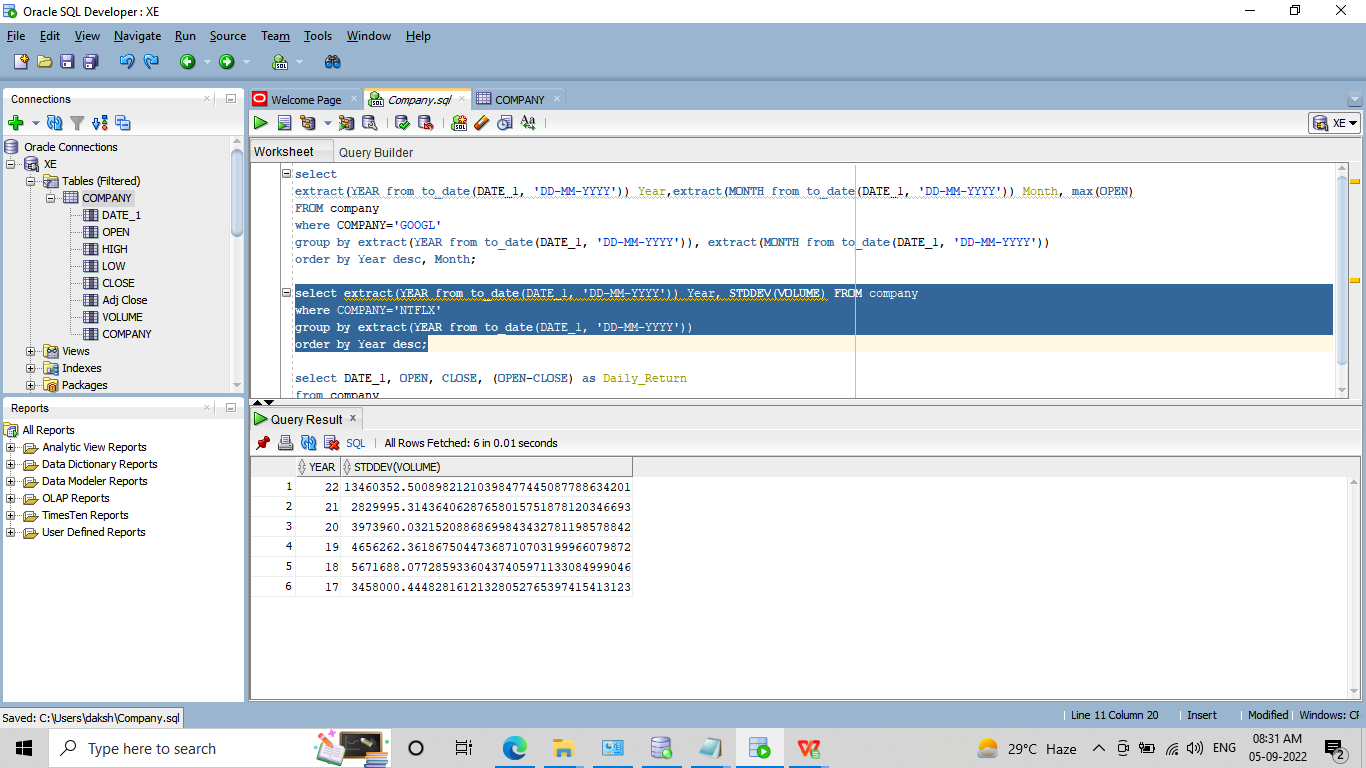 Oracle SQL Developer : XE
File Edit View Navigate Run Source Team Tools Window Help
Connections
Oracle Connections
XE
Tables (Filtered)
COMPANY
DATE_1
OPEN
HIGH
LOW
CLOSE
Adj Close
VOLUME
COMPANY
Views
Indexes
Packages
Reports
All Reports
Analytic View Reports
Data Dictionary Reports
Data Modeler Reports
OLAP Reports
TimesTen Reports
User Defined Reports
Welcome Page Company.sql COMPANY
XE
Worksheet Query Builder
select
extract(YEAR from to_date(DATE_1, 'DD-MM-YYYY')) Year,extract(MONTH from to_date(DATE_1, 'DD-MM-YYYY')) Month, max(OPEN)
FROM company
where COMPANY='GOOGL'
group by extract(YEAR from to_date(DATE_1, 'DD-MM-YYYY')), extract(MONTH from to_date(DATE_1, 'DD-MM-YYYY'))
order by Year desc, Month;
select extract(YEAR from to_date(DATE_1, 'DD-MM-YYYY')) Year, STDDEV(VOLUME) FROM company
where COMPANY='NTFLX'
group by extract(YEAR from to_date(DATE_1, 'DD-MM-YYYY'))
order by Year desc;
select DATE_1, OPEN, CLOSE, (OPEN-CLOSE) as Daily_Return
from company
Query Result
SQL All Rows Fetched: 6 in 0.01 seconds
YEAR STDDEV(VOLUME)
1 22 13460352.5008982121039847744508778863 4201
2 21 2829995.31436406287658015751878120346693
3 20 3973960.03215208868699843432781198578842
4 19 4656262.36186750447368710703199966079872
5 18 5671688.07728593360437405971133084999046
6 17 3458000.44482816121328052765397415413123
Saved: C:\Users\daksh\Company.sql
Line 11 Column 20 Insert Modified Windows: CF
Type here to search
29°C Haze
ENG
08:31 AM
05-09-2022
2